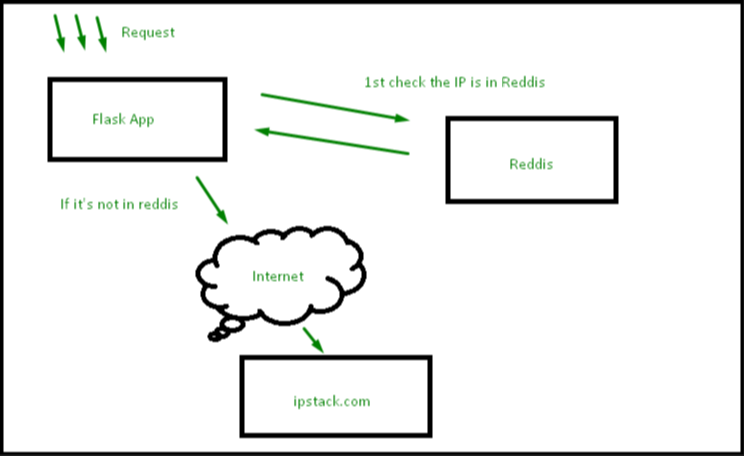 Request
1st check the IP is in Reddis
Flask App
Reddis
If it's not in reddis
Internet
ipstack.com